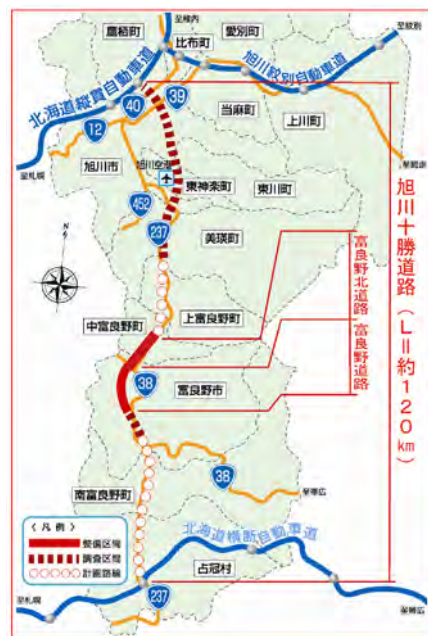 至稚内
至紋別
鷹栖町
比布町
愛別町
北海道縦貫自動車道
旭川紋別自動車道
40
39
12
当麻町
上川町
旭川市
旭川空港
至札幌
東神楽町
東川町
452
237
美瑛町
旭川十勝道路(L=約120km)
富良野北道路
富良野道路
上富良野町
中富良野町
38
富良野市
38
至帯広
南富良野町
〈凡例〉
整備区間
調査区間
計画路線
北海道横断自動車道
占冠村
至札幌
237
至帯広